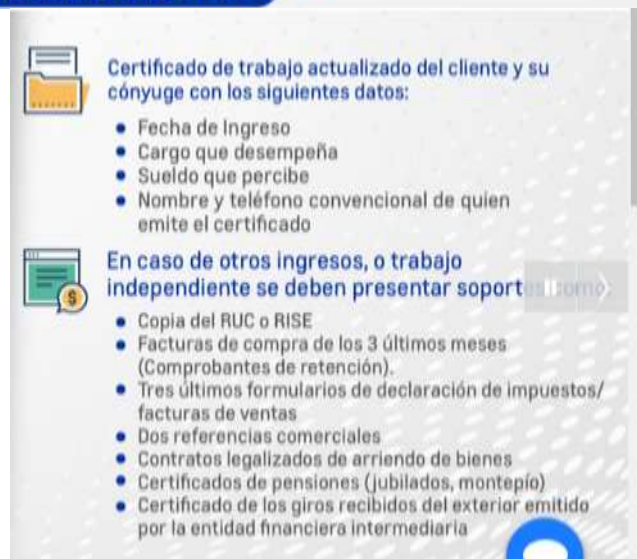 Certificado de trabajo actualizado del cliente y su
cónyuge con los siguientes datos:
Fecha de Ingreso
Cargo que desempeña
Sueldo que percibe
Nombre y teléfono convencional de quien
emite el certificado
En caso de otros ingresos, o trabajo
independiente se deben presentar soportes como:
$
Copia del RUC o RISE
Facturas de compra de los 3 últimos meses
(Comprobantes de retención).
Tres últimos formularios de declaración de impuestos/
facturas de ventas
Dos referencias comerciales
Contratos legalizados de arriendo de bienes
Certificados de pensiones (jubilados, montepío)
Certificado de los giros recibidos del exterior emitido
por la entidad financiera intermediaria